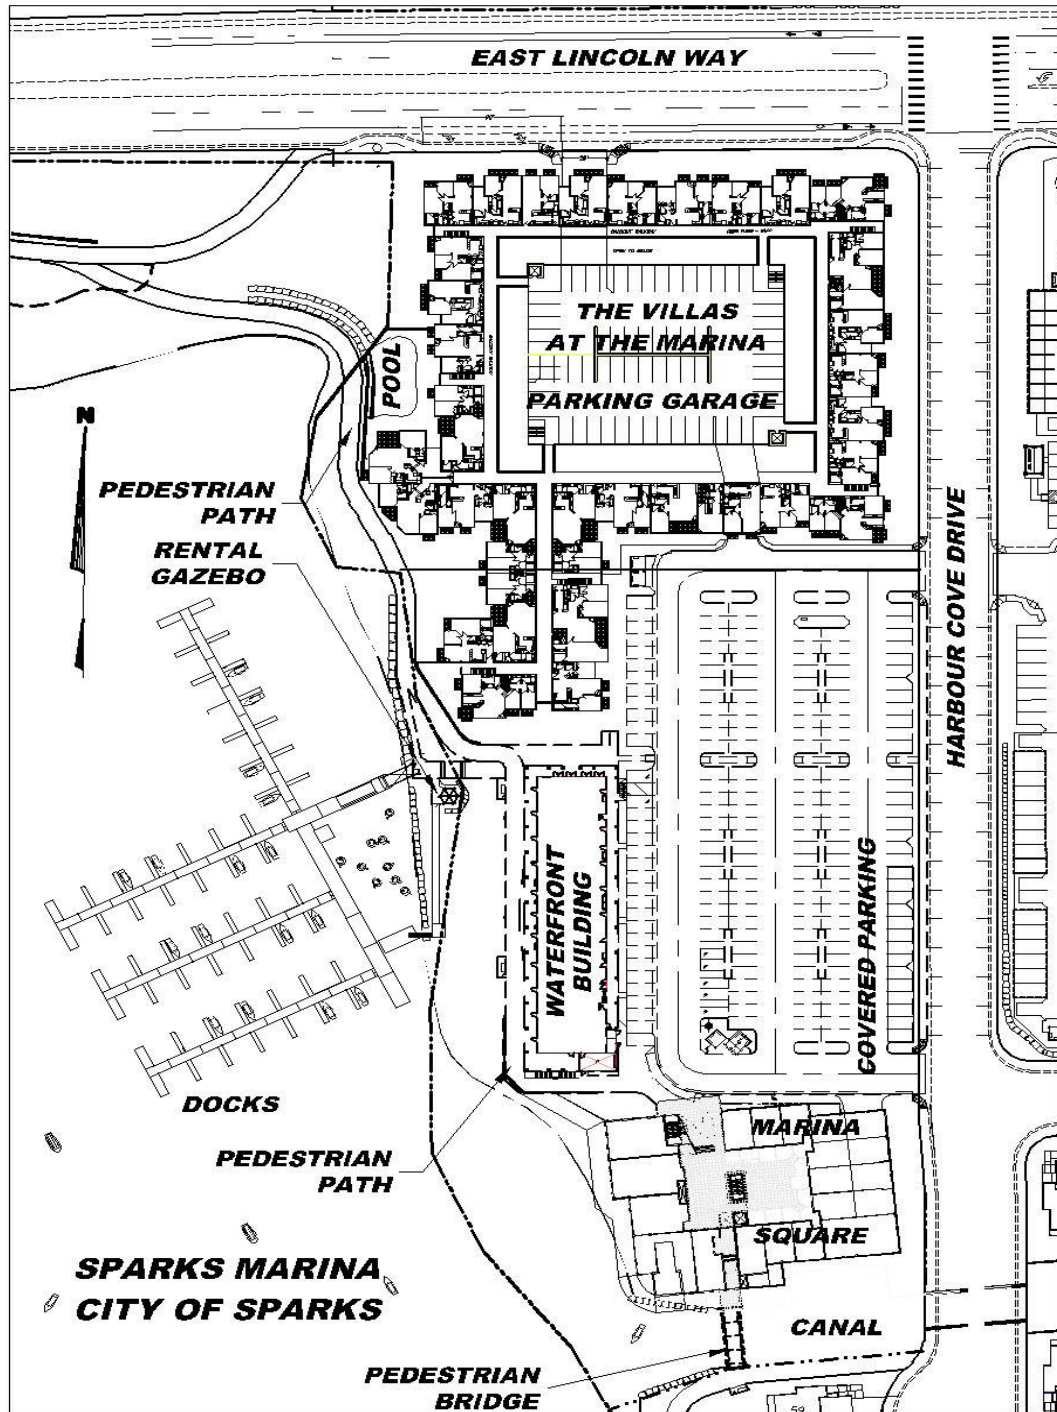 EAST LINCOLN WAY
THE VILLAS
AT THE MARINA
PARKING GARAGE
POOL
N
PEDESTRIAN
PATH
RENTAL
GAZEBO
HARBOUR COVE DRIVE
WATERFRONT
BUILDING
COVERED PARKING
DOCKS
PEDESTRIAN
PATH
MARINA
SQUARE
SPARKS MARINA
CITY OF SPARKS
CANAL
PEDESTRIAN
BRIDGE